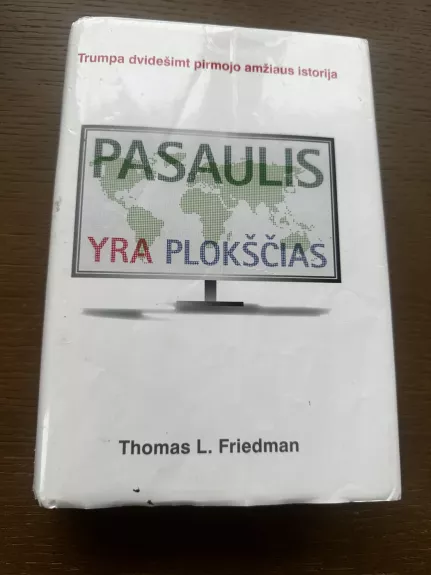 Trumpa dvidešimt pirmojo amžiaus istorija
PASAULIS
YRA PLOKŠČIAS
Thomas L. Friedman